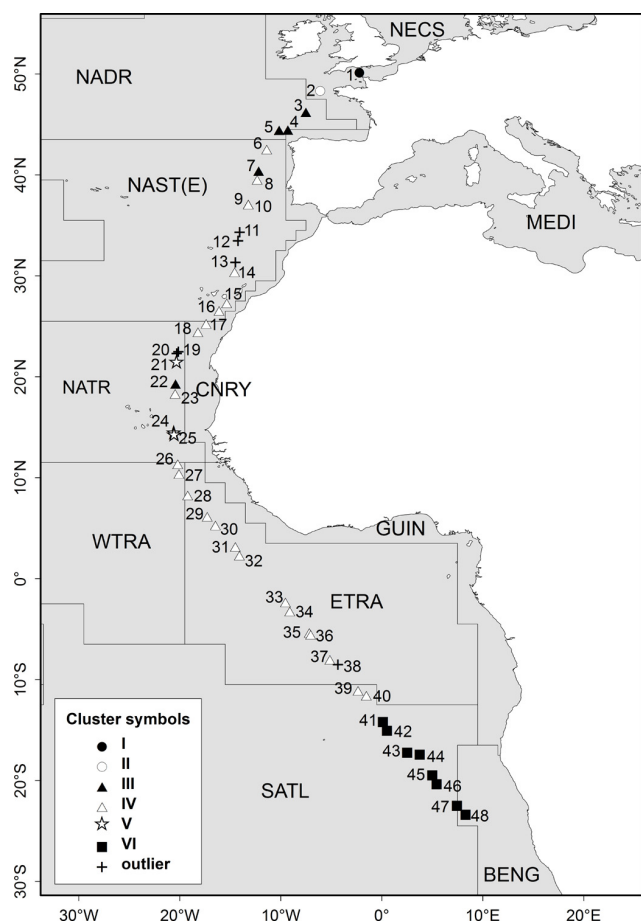 NECS
50°N
NADR
1
2
3
4
5
6
40°N
7
8
NAST(E)
9
10
MEDI
11
12
13
14
30°N
15
16
17
18
20
19
21
20°N
22
NATR
CNRY
23
24
25
26
10°N
27
28
29
30
GUIN
WTRA
31
32
0°
33
ETRA
34
35
36
37
38
10°S
39
40
41
42
43
44
45
46
20°S
SATL
47
48
BENG
30°S
Cluster symbols
I
II
III
IV
V
VI
outlier
30°W
20°W
10°W
0°E
10°E
20°E